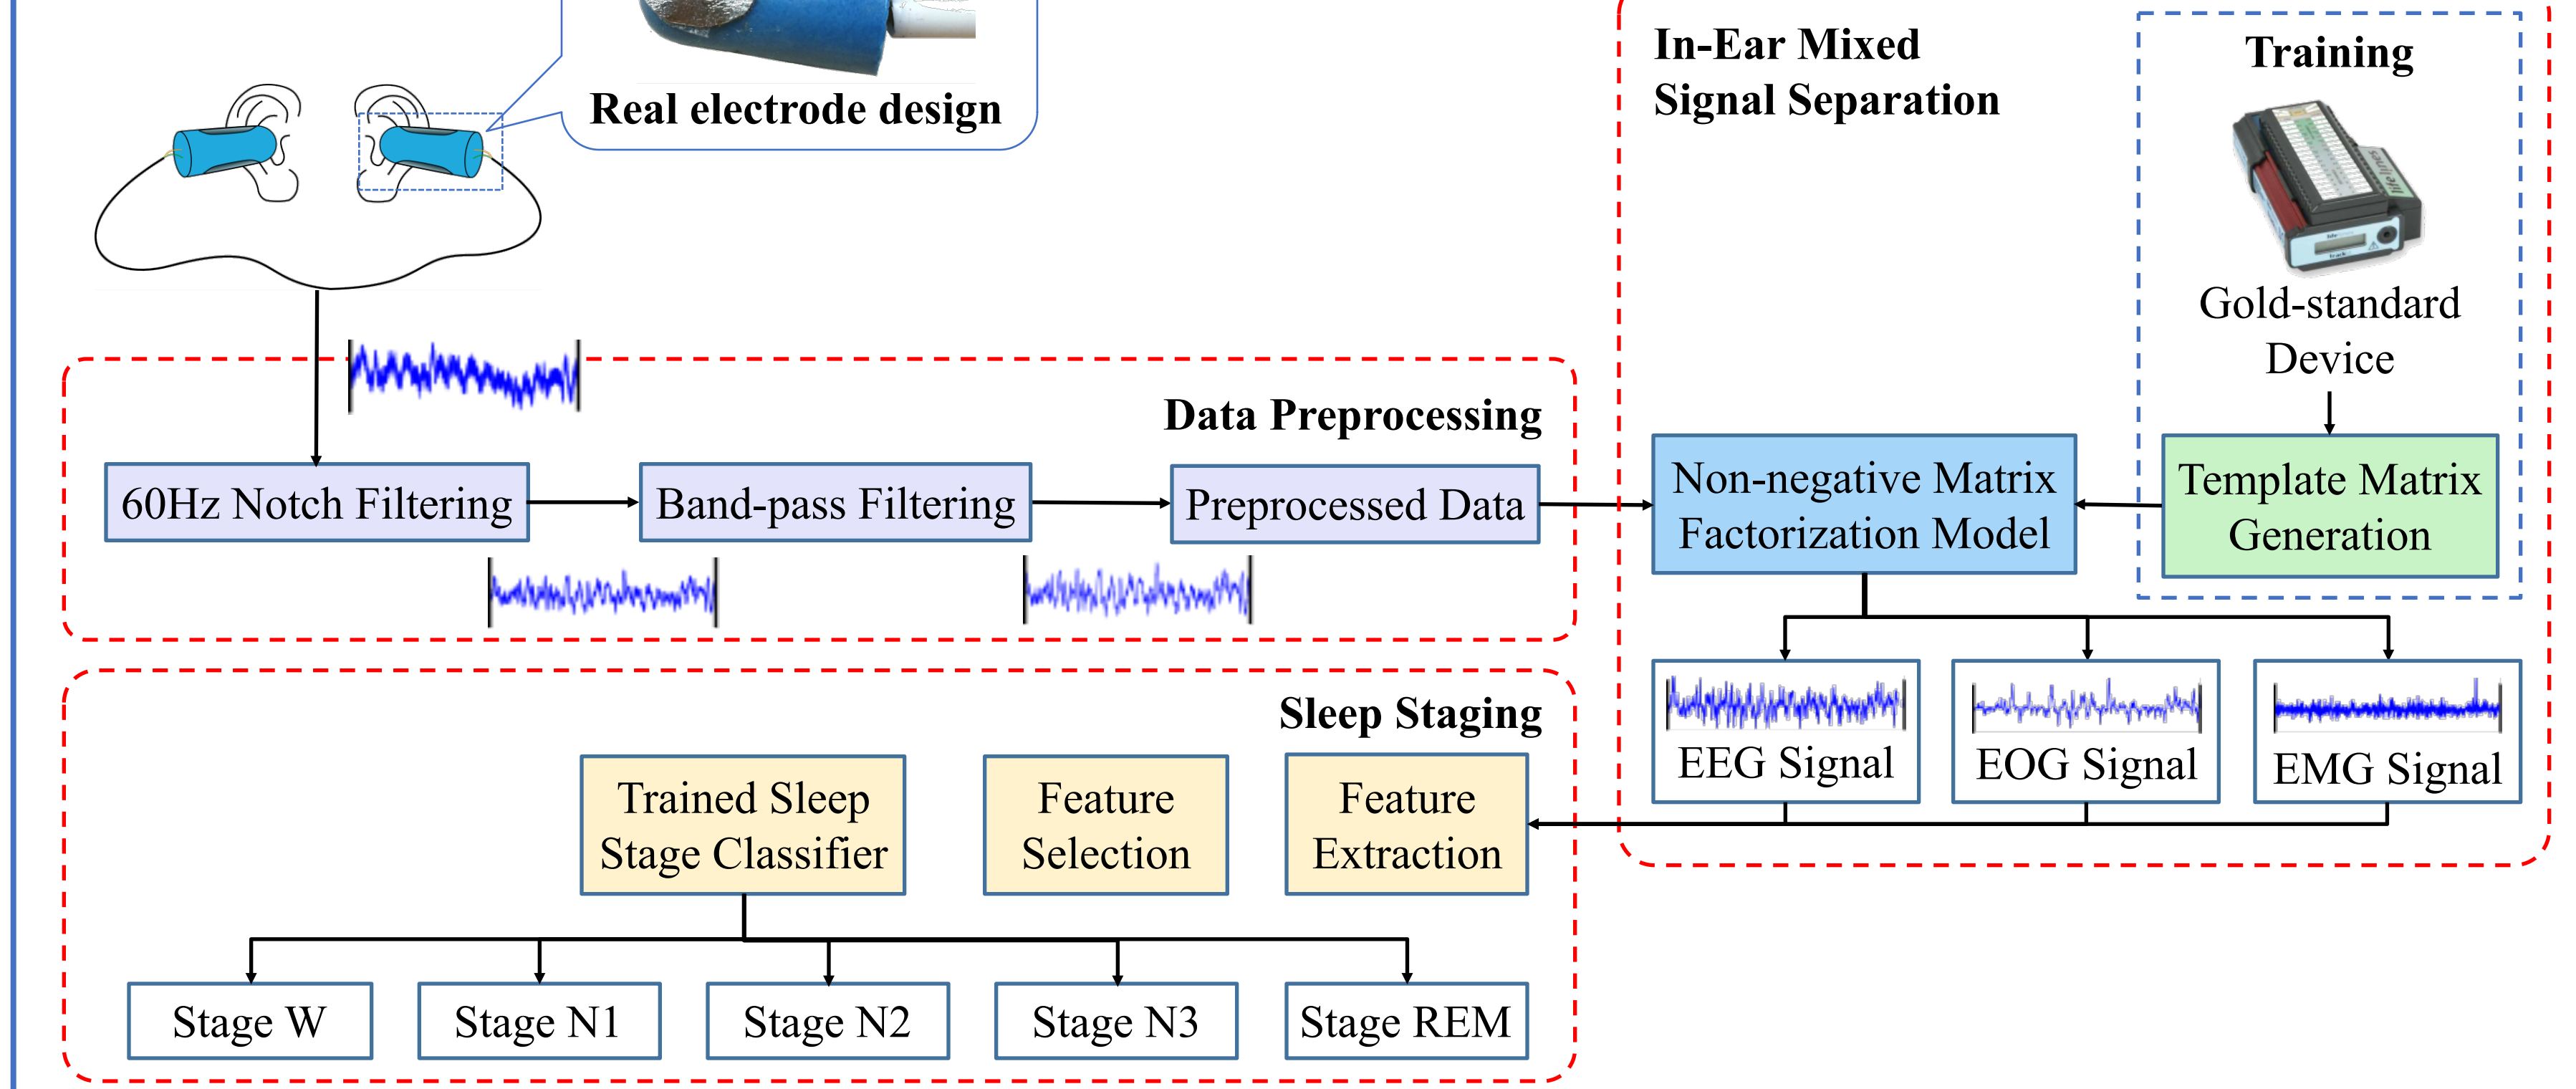 Real electrode design
In-Ear Mixed
Signal Separation
Training
Gold-standard
Device
Data Preprocessing
60Hz Notch Filtering
Band-pass Filtering
Preprocessed Data
Non-negative Matrix
Factorization Model
Template Matrix
Generation
EEG Signal
EOG Signal
EMG Signal
Sleep Staging
Trained Sleep
Stage Classifier
Feature
Selection
Feature
Extraction
Stage W
Stage N1
Stage N2
Stage N3
Stage REM